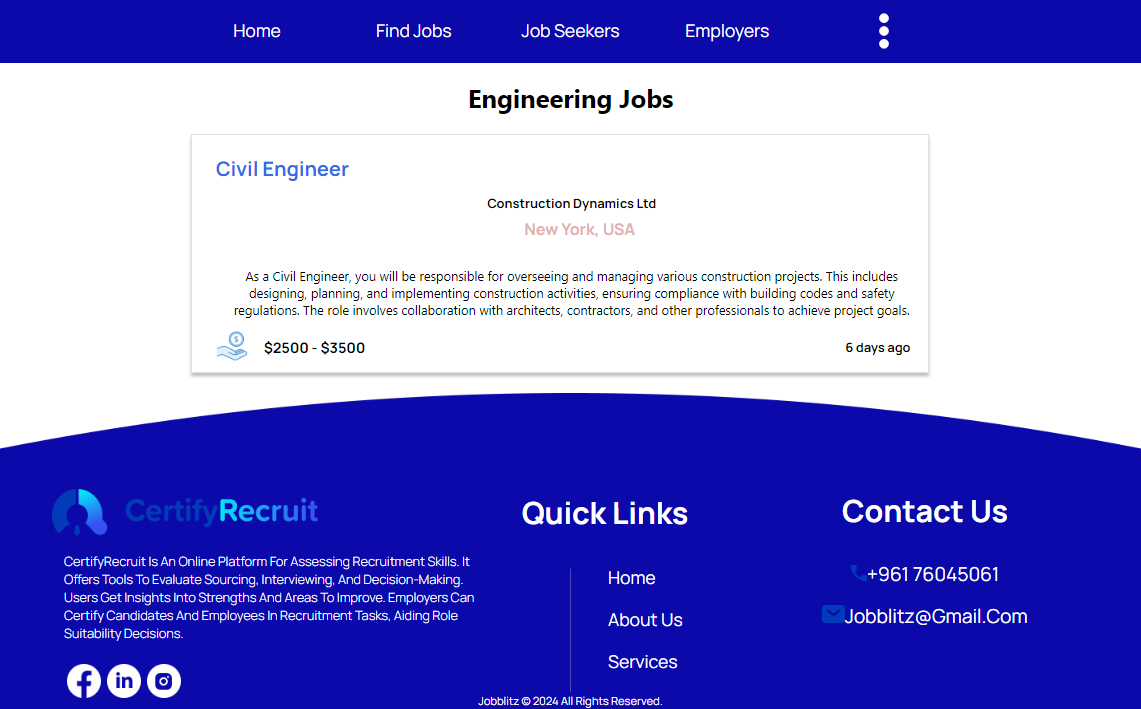 Home Find Jobs Job Seekers Employers
Engineering Jobs
Civil Engineer
Construction Dynamics Ltd
New York, USA
As a Civil Engineer, you will be responsible for overseeing and managing various construction projects. This includes
designing, planning, and implementing construction activities, ensuring compliance with building codes and safety
regulations. The role involves collaboration with architects, contractors, and other professionals to achieve project goals.
$2500 - $3500
6 days ago
CertifyRecruit
CertifyRecruit Is An Online Platform For Assessing Recruitment Skills. It
Offers Tools To Evaluate Sourcing, Interviewing, And Decision-Making.
Users Get Insights Into Strengths And Areas To Improve. Employers Can
Certify Candidates And Employees In Recruitment Tasks, Aiding Role
Suitability Decisions.
Quick Links
Home
About Us
Services
Contact Us
+961 76045061
Jobblitz@Gmail.Com
Jobblitz © 2024 All Rights Reserved.